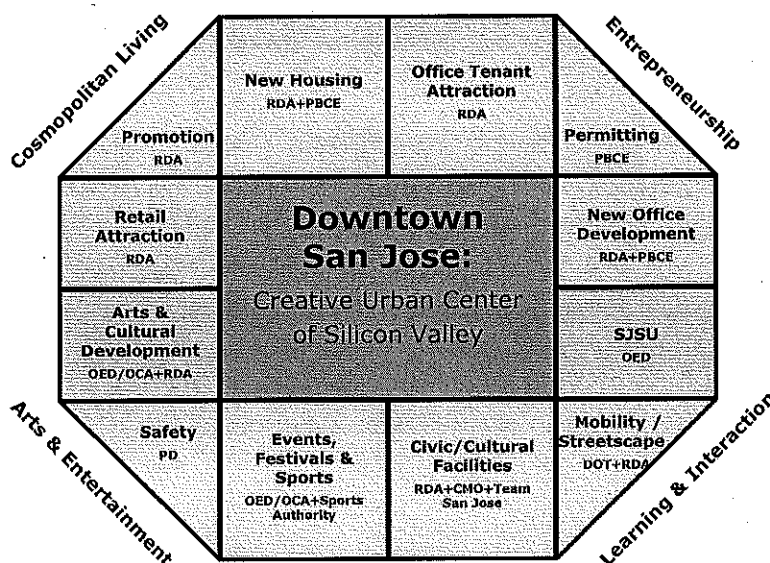 Cosmopolitan Living
Entrepreneurship
New Housing
RDA+PBCE
Office Tenant
Attraction
RDA
Promotion
RDA
Permitting
PBCE
Retail
Attraction
RDA
Downtown
San Jose:
Creative Urban Center
of Silicon Valley
New Office
Development
RDA+PBCE
Arts &
Cultural
Development
OED/OCA+RDA
SJSU
OED
Safety
PD
Events,
Festivals &
Sports
OED/OCA+Sports
Authority
Civic/Cultural
Facilities
RDA+CMO+Team
San Jose
Mobility /
Streetscape
DOT+RDA
Arts & Entertainment
Learning & Interaction